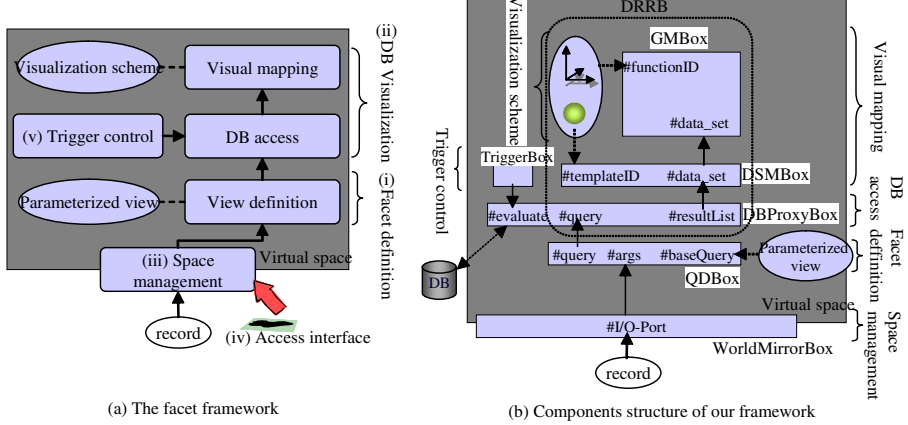 (ii)
Visualization scheme
Visual mapping
DB Visualization
(v) Trigger control
DB access
(i)
Parameterized view
View definition
Facet definition
(iii) Space management
Virtual space
record
(iv) Access interface
(a) The facet framework
DRRB
Visualization scheme
GMBox
#functionID
#data_set
Visual mapping
Trigger control
TriggerBox
#templateID #data_set
DSMBox
#evaluate #query #resultList
DBProxyBox
DB access
#query #args #baseQuery
Parameterized view
QDBox
Facet deffinition
DB
Virtual space
#I/O-Port
WorldMirrorBox
Space management
record
(b) Components structure of our framework